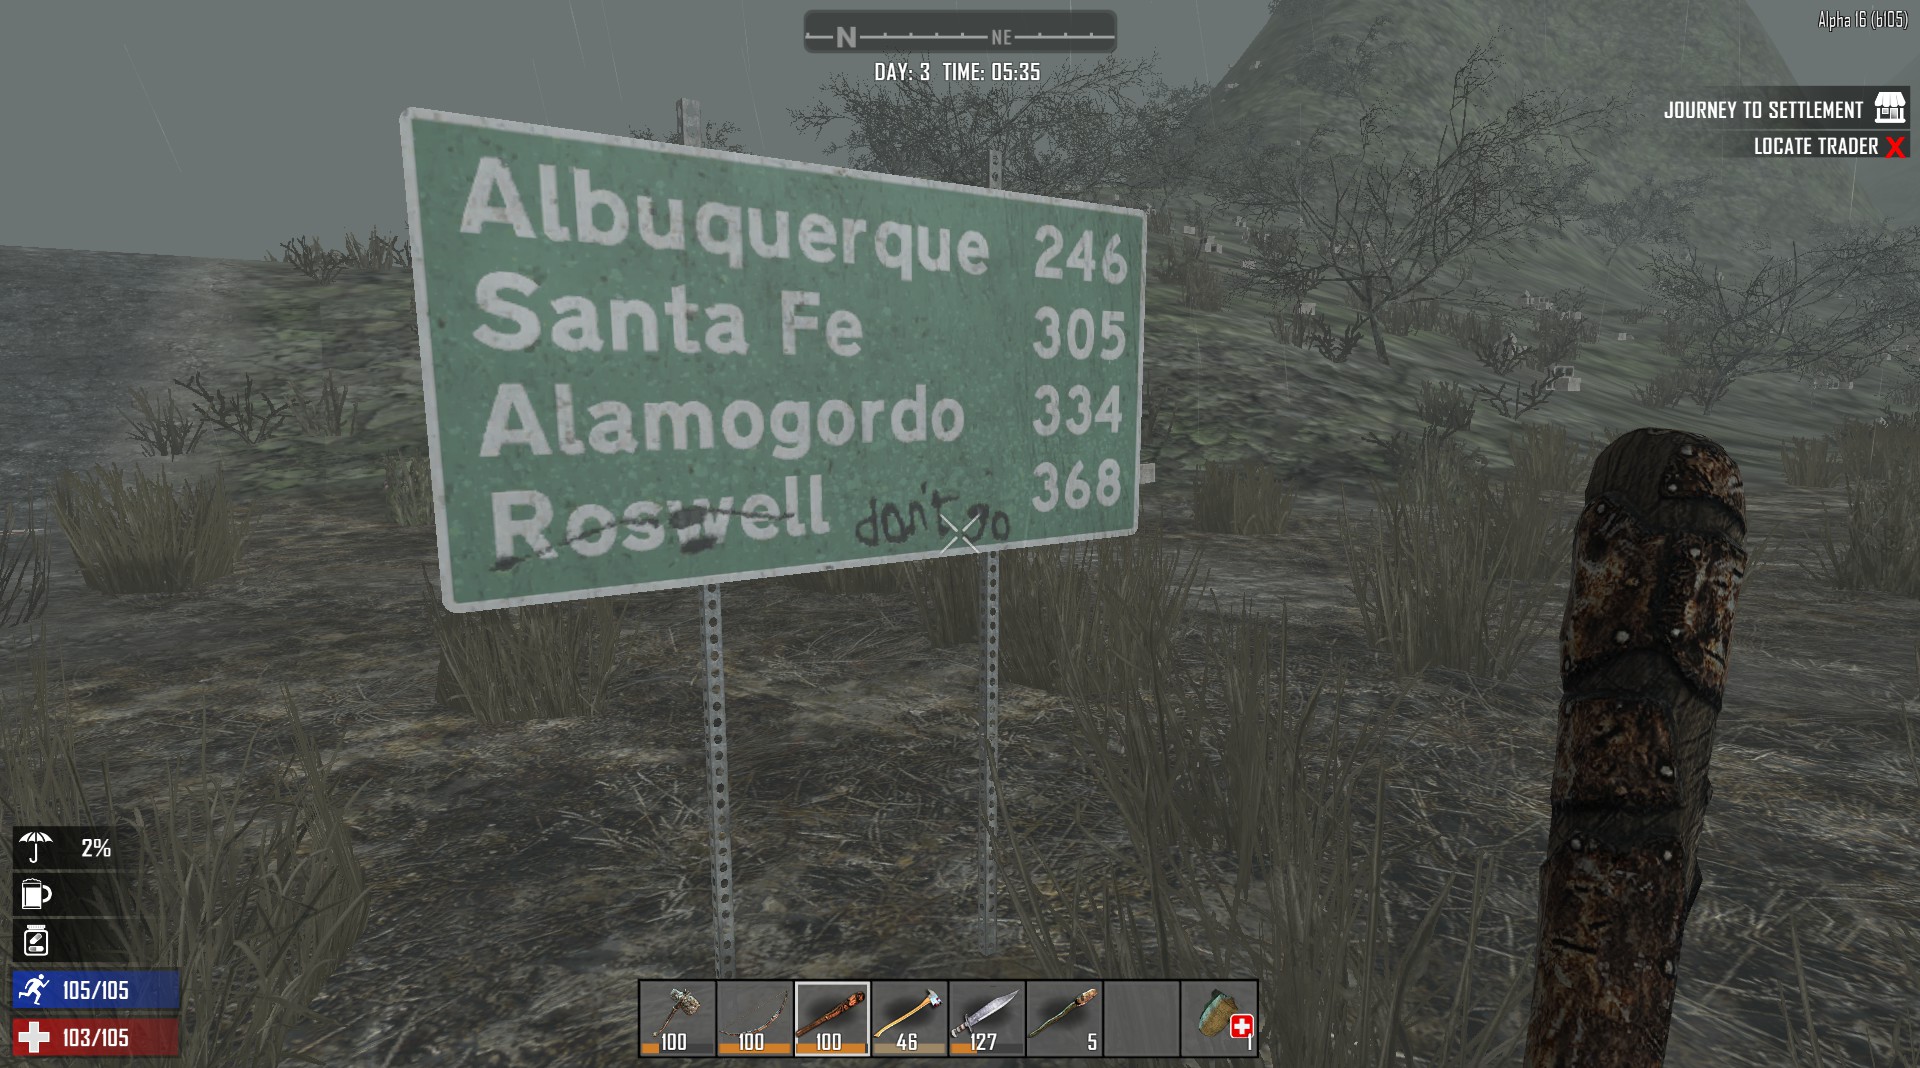 N NE
Alpha 16 (b105)
DAY: 3 TIME: 05:35
JOURNEY TO SETTLEMENT
LOCATE TRADER X
Albuquerque 246
Santa Fe 305
Alamogordo 334
Roswell don't go 368
2%
105/105
103/105
100 100 100 46 127 5 1